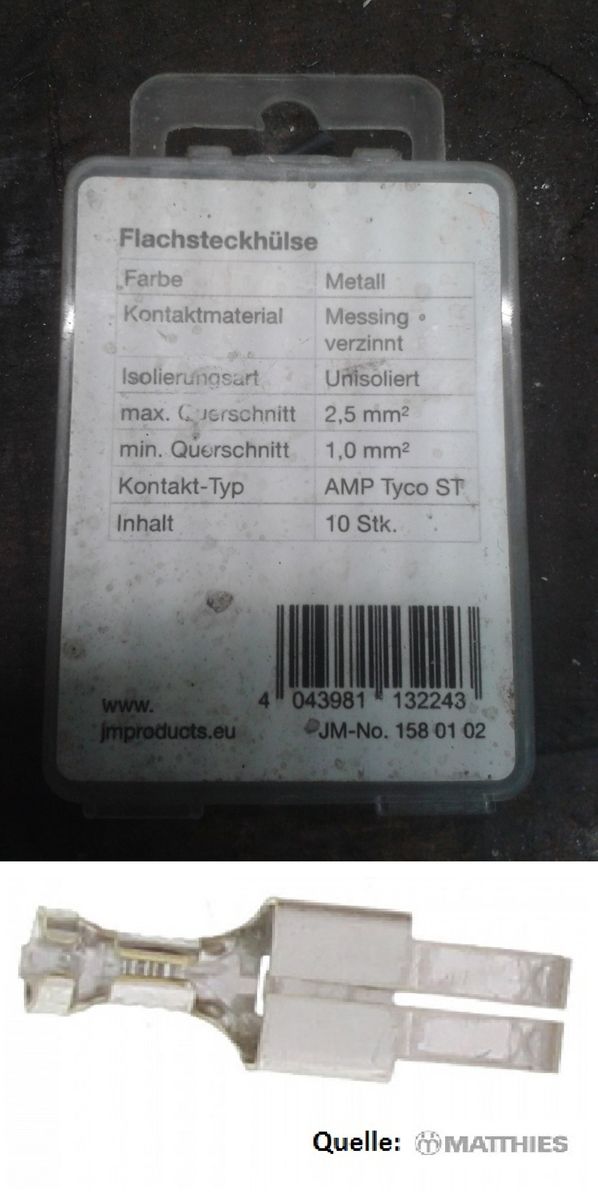 Flachsteckhülse
Farbe Metall
Kontaktmaterial Messing
verzinnt
Isolierungsart Unisoliert
max. Querschnitt 2,5 mm²
min. Querschnitt 1,0 mm²
Kontakt-Typ AMP Tyco ST
Inhalt 10 Stk.
4 043981 132243
www.
jmproducts.eu JM-No. 158 01 02
Quelle: MATTHIES